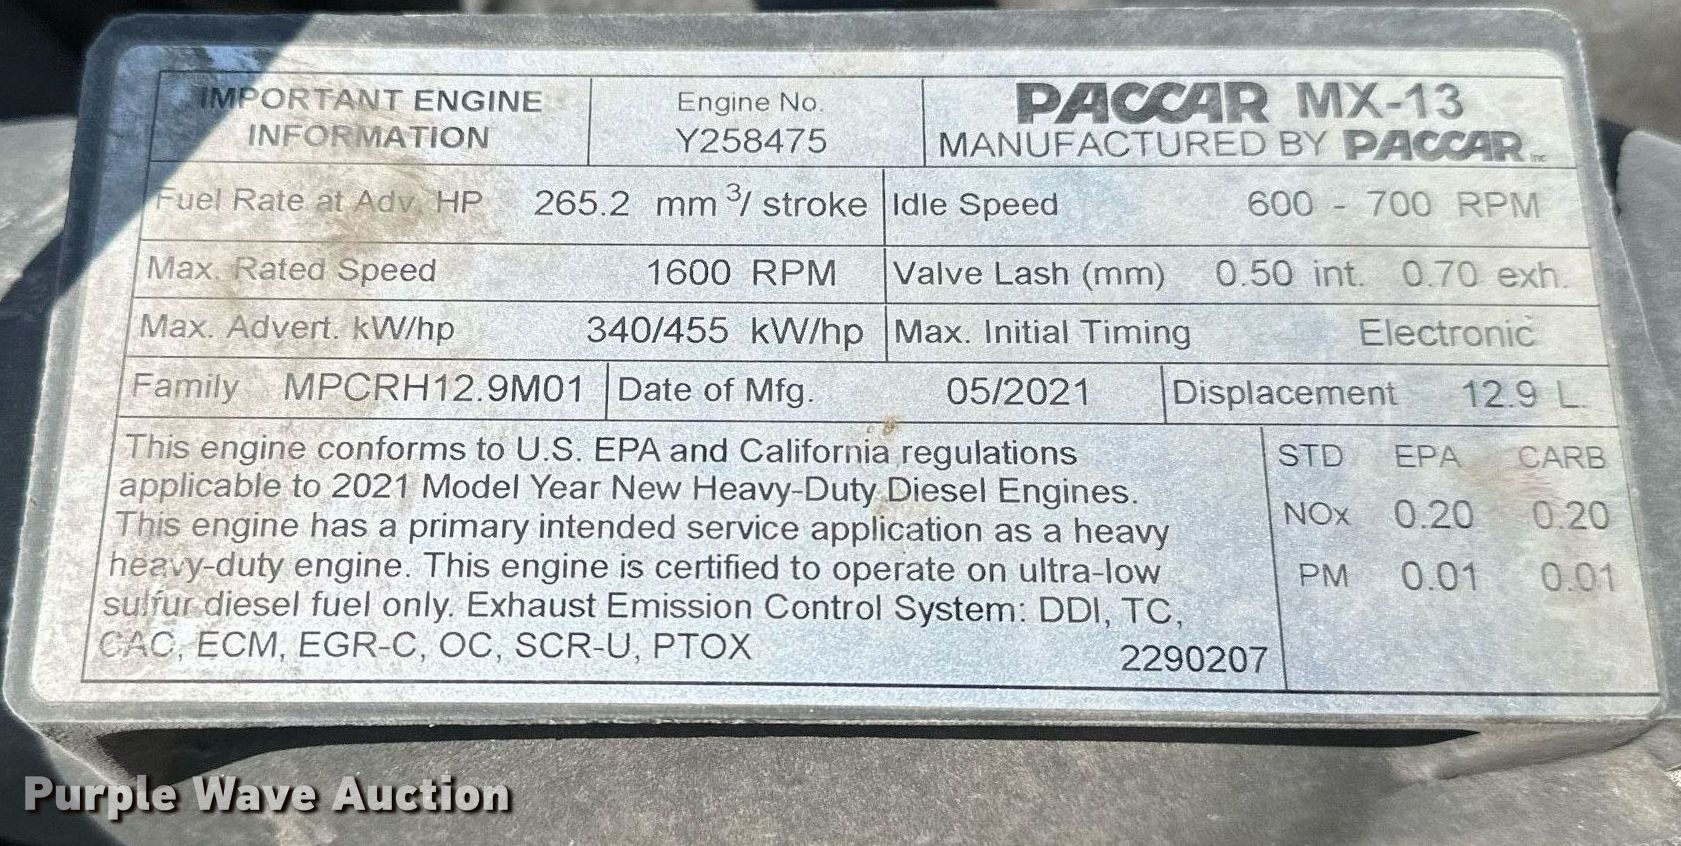 IMPORTANT ENGINE
INFORMATION
Engine No.
Y258475
PACCAR MX-13
MANUFACTURED BY PACCAR INC
Fuel Rate at Adv. HP 265.2 mm³/ stroke
Idle Speed 600 - 700 RPM
Max. Rated Speed 1600 RPM
Valve Lash (mm) 0.50 int. 0.70 exh.
Max. Advert. kW/hp 340/455 kW/hp
Max. Initial Timing Electronic
Family MPCRH12.9M01
Date of Mfg. 05/2021
Displacement 12.9 L.
This engine conforms to U.S. EPA and California regulations
applicable to 2021 Model Year New Heavy-Duty Diesel Engines.
This engine has a primary intended service application as a heavy
heavy-duty engine. This engine is certified to operate on ultra-low
sulfur diesel fuel only. Exhaust Emission Control System: DDI, TC,
CAC, ECM, EGR-C, OC, SCR-U, PTOX
2290207
STD EPA CARB
NOx 0.20 0.20
PM 0.01 0.01
Purple Wave Auction